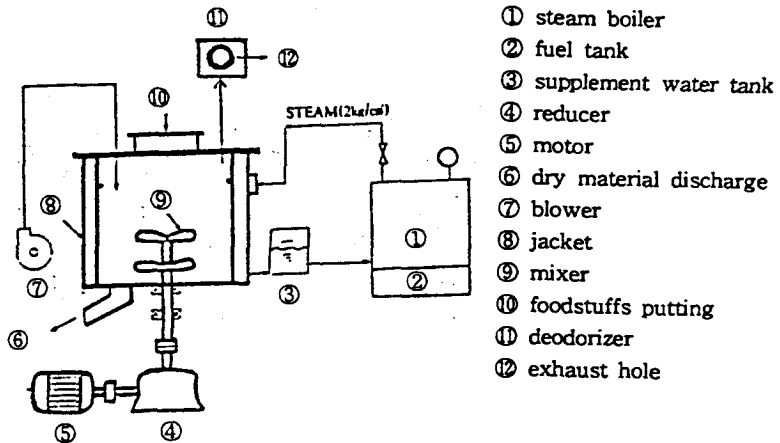 ⑪
⑫
⑩
STEAM(2kg/㎠)
⑧
⑨
①
②
③
⑦
⑥
⑤
④
① steam boiler
② fuel tank
③ supplement water tank
④ reducer
⑤ motor
⑥ dry material discharge
⑦ blower
⑧ jacket
⑨ mixer
⑩ foodstuffs putting
⑪ deodorizer
⑫ exhaust hole